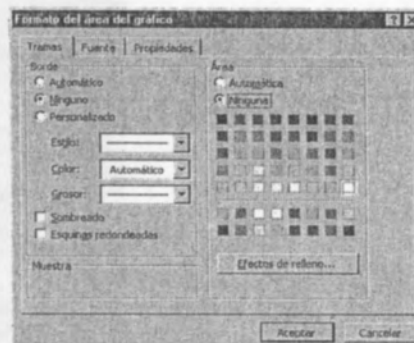 Formato del área del gráfico
Tramas Fuente Propiedades
Borde
Automático
Ninguno
Personalizado
Estilo:
Color: Automático
Grosor:
Sombreado
Esquinas redondeadas
Muestra
Área
Automática
Ninguna
Efectos de relleno...
Aceptar Cancelar